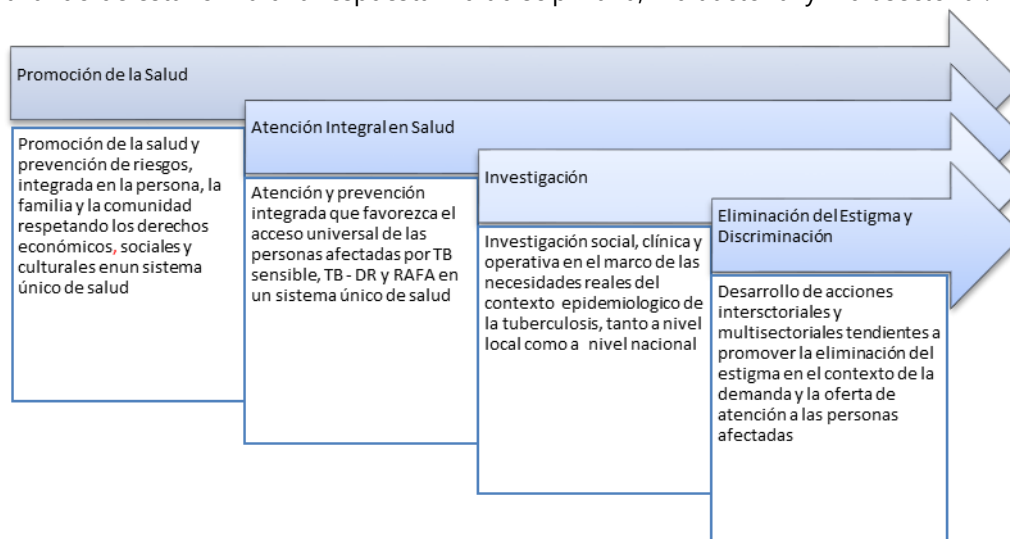 Promoción de la Salud
Promoción de la salud y
prevención de riesgos,
integrada en la persona, la
familia y la comunidad
respetando los derechos
económicos, sociales y
culturales enun sistema
único de salud
Atención Integral en Salud
Atención y prevención
integrada que favorezca el
acceso universal de las
personas afectadas por TB
sensible, TB - DR y RAFA en
un sistema único de salud
Investigación
Investigación social, clínica y
operativa en el marco de las
necesidades reales del
contexto epidemiologico de
la tuberculosis, tanto a nivel
local como a nivel nacional
Eliminación del Estigma y
Discriminación
Desarrollo de acciones
intersctoriales y
multisectoriales tendientes a
promover la eliminación del
estigma en el contexto de la
demanda y la oferta de
atención a las personas
afectadas